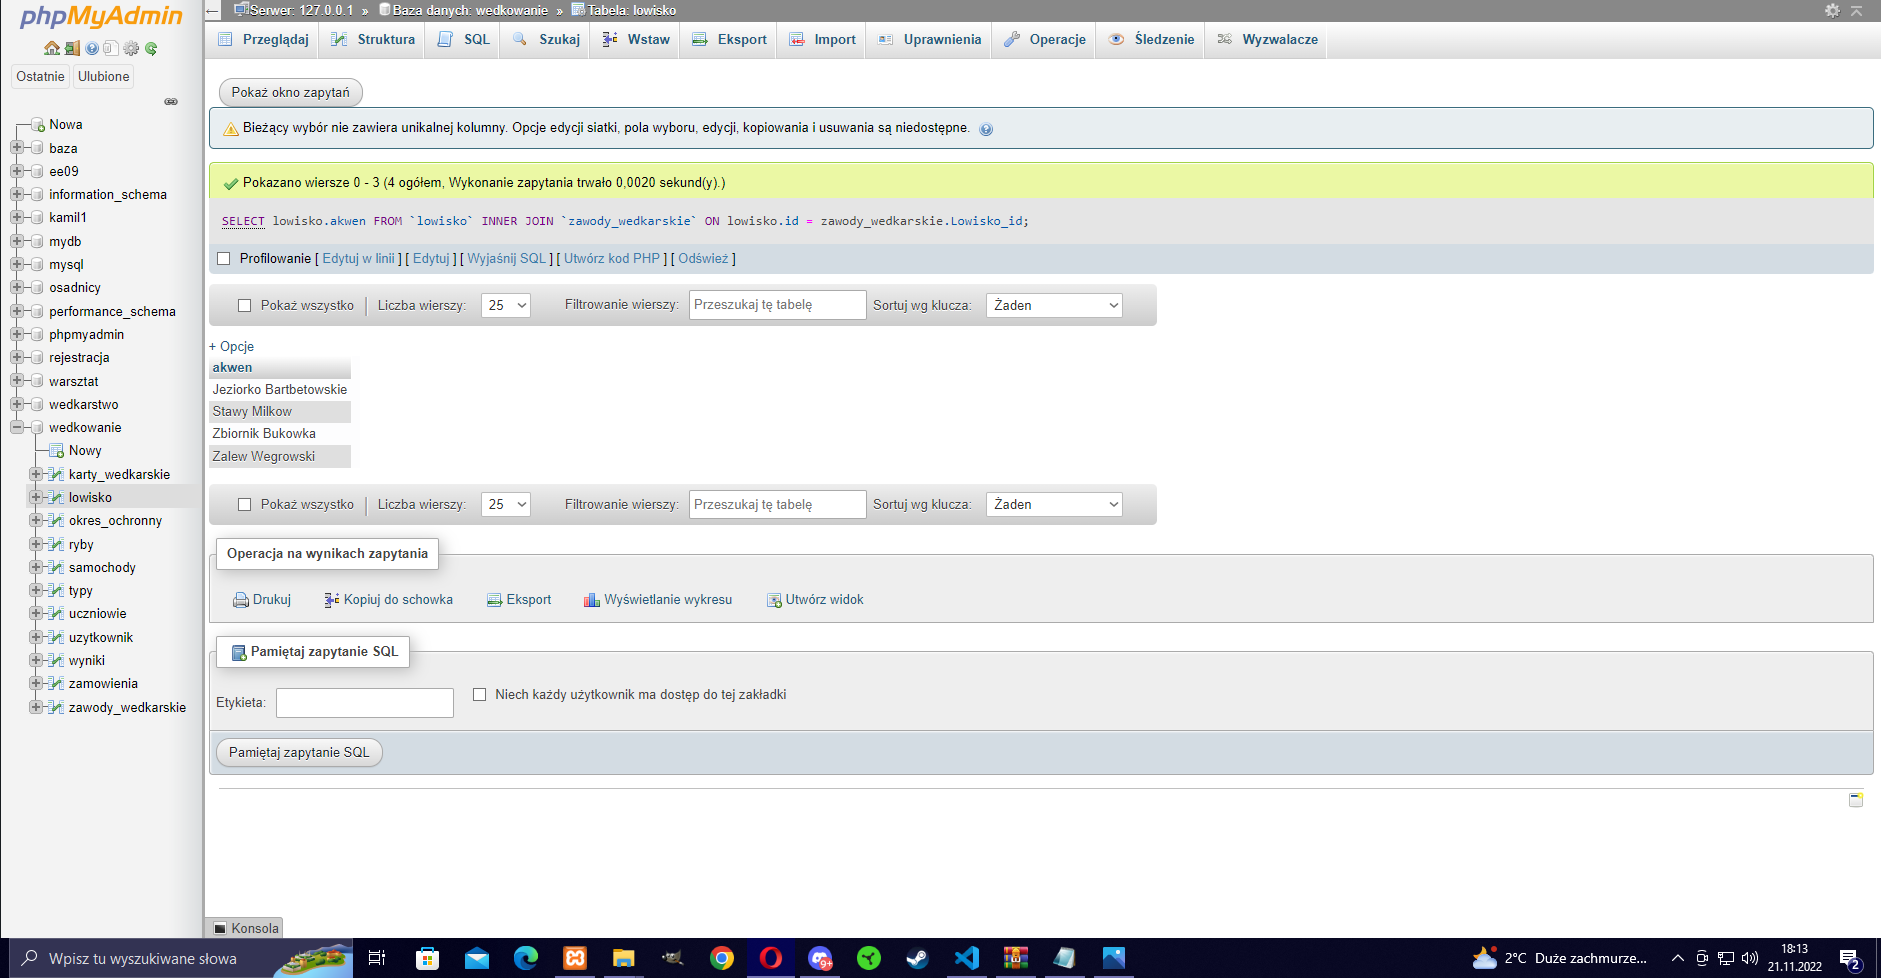 phpMyAdmin
Ostatnie Ulubione
Nowa
baza
ee09
information_schema
kamil1
mydb
mysql
osadnicy
performance_schema
phpmyadmin
rejestracja
warsztat
wedkarstwo
wedkowanie
Nowy
karty_wedkarskie
lowisko
okres_ochronny
ryby
samochody
typy
uczniowie
uzytkownik
wyniki
zamowienia
zawody_wedkarskie
Serwer: 127.0.0.1 » Baza danych: wedkowanie » Tabela: lowisko
Przeglądaj Struktura SQL Szukaj Wstaw Eksport Import Uprawnienia Operacje Śledzenie Wyzwalacze
Pokaż okno zapytań
Bieżący wybór nie zawiera unikalnej kolumny. Opcje edycji siatki, pola wyboru, edycji, kopiowania i usuwania są niedostępne.
Pokazano wiersze 0 - 3 (4 ogółem, Wykonanie zapytania trwało 0,0020 sekund(y).)
SELECT lowisko.akwen FROM `lowisko` INNER JOIN `zawody_wedkarskie` ON lowisko.id = zawody_wedkarskie.Lowisko_id;
Profilowanie [ Edytuj w linii ] [ Edytuj ] [ Wyjaśnij SQL ] [ Utwórz kod PHP ] [ Odśwież ]
Pokaż wszystko Liczba wierszy: 25 Filtrowanie wierszy: Przeszukaj tę tabelę Sortuj wg klucza: Żaden
+ Opcje
akwen
Jeziorko Bartbetowskie
Stawy Milkow
Zbiornik Bukowka
Zalew Wegrowski
Pokaż wszystko Liczba wierszy: 25 Filtrowanie wierszy: Przeszukaj tę tabelę Sortuj wg klucza: Żaden
Operacja na wynikach zapytania
Drukuj Kopiuj do schowka Eksport Wyświetlanie wykresu Utwórz widok
Pamiętaj zapytanie SQL
Etykieta: Niech każdy użytkownik ma dostęp do tej zakładki
Pamiętaj zapytanie SQL
Konsola
Wpisz tu wyszukiwane słowa
9+
2°C Duże zachmurze...
18:13
21.11.2022
2